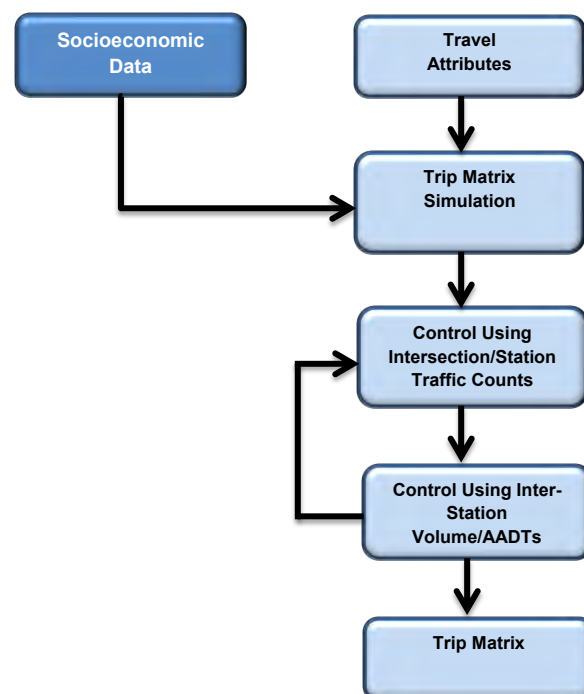 Socioeconomic
Data
Travel
Attributes
Trip Matrix
Simulation
Control Using
Intersection/Station
Traffic Counts
Control Using Inter-
Station
Volume/AADTs
Trip Matrix